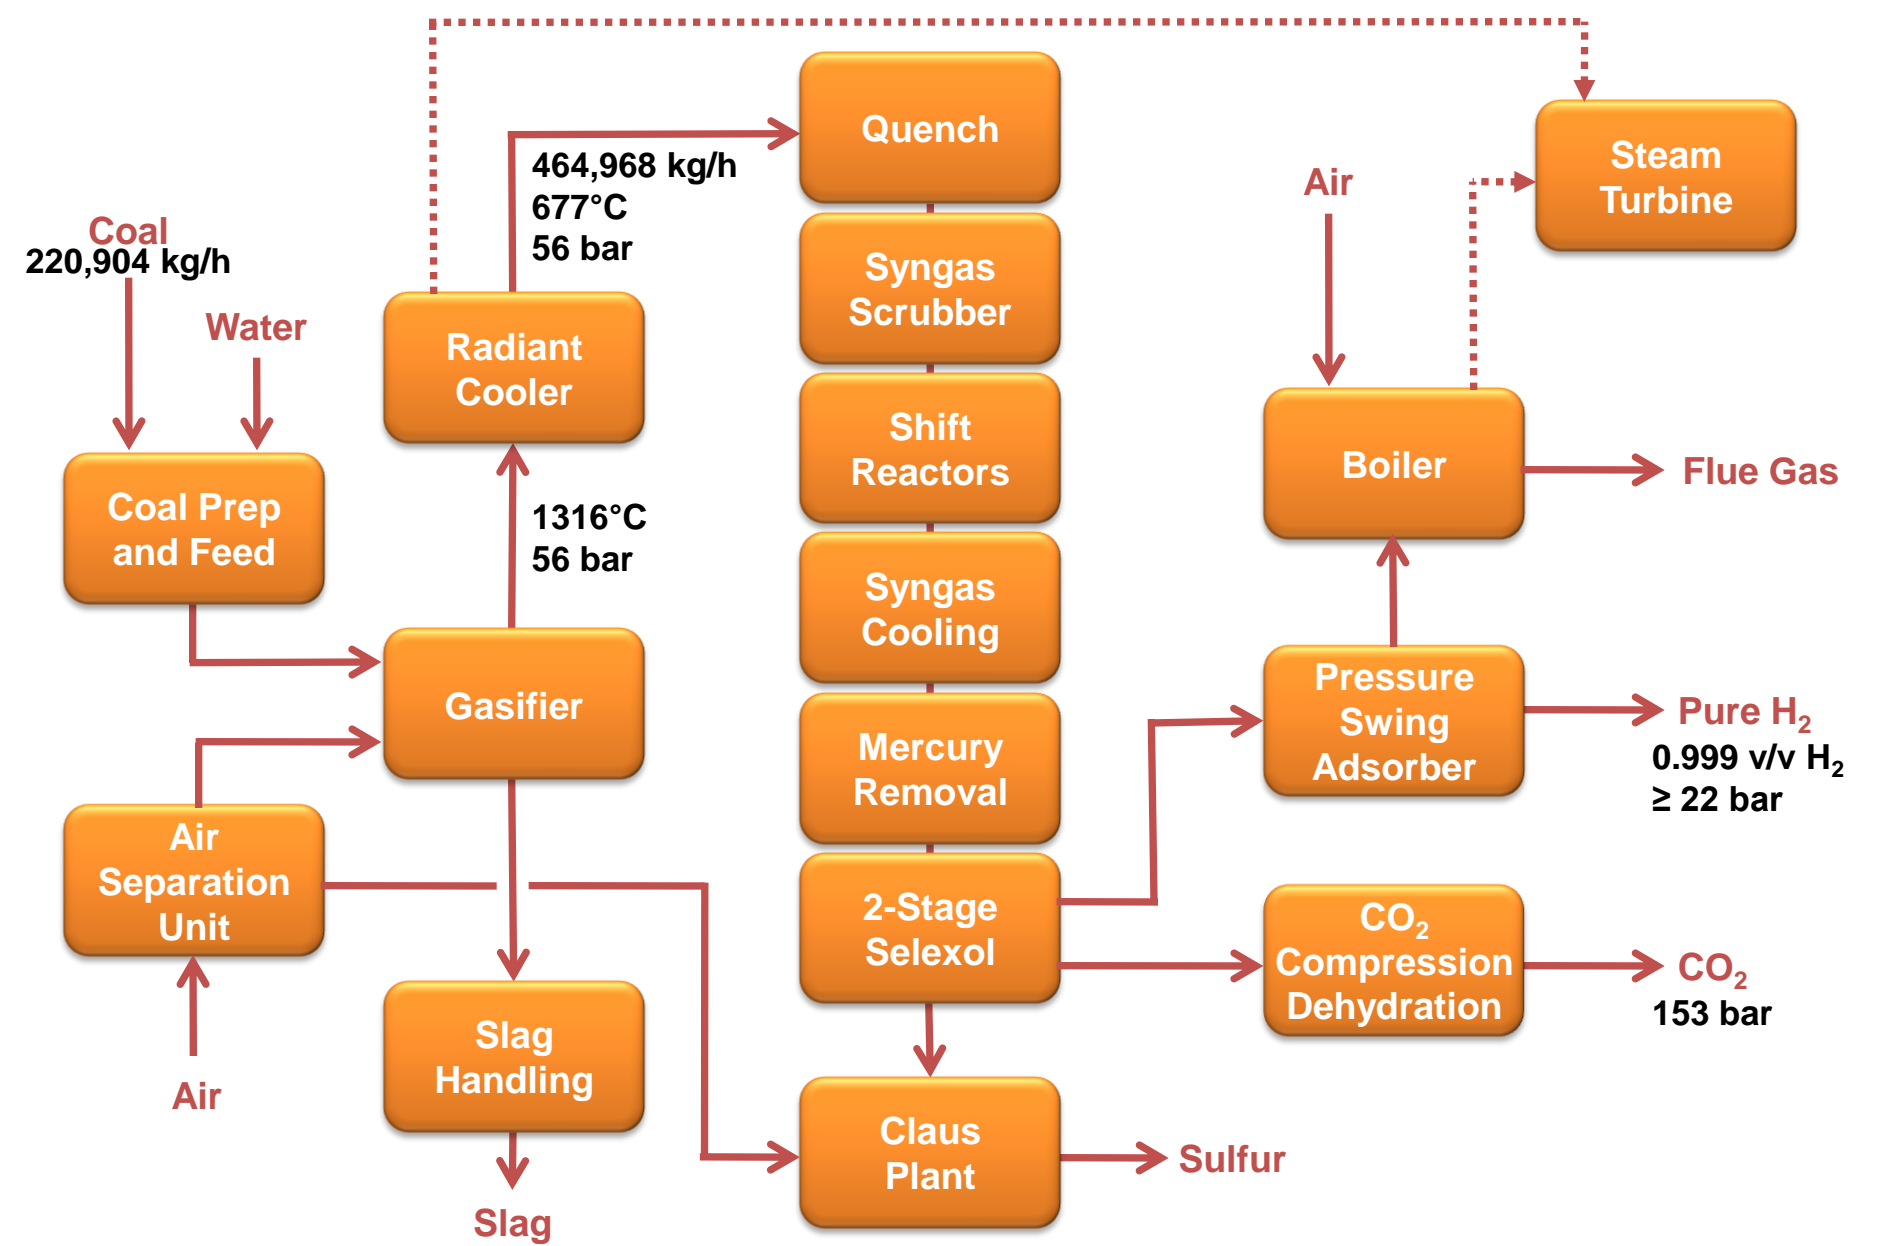 Quench
464,968 kg/h
677°C
56 bar
Steam
Turbine
Air
Coal
220,904 kg/h
Water
Syngas
Scrubber
Radiant
Cooler
Shift
Reactors
Boiler
Flue Gas
Coal Prep
and Feed
1316°C
56 bar
Syngas
Cooling
Gasifier
Pressure
Swing
Adsorber
Pure H₂
0.999 v/v H₂
≥ 22 bar
Mercury
Removal
Air
Separation
Unit
2-Stage
Selexol
CO₂
Compression
Dehydration
CO₂
153 bar
Slag
Handling
Air
Claus
Plant
Sulfur
Slag